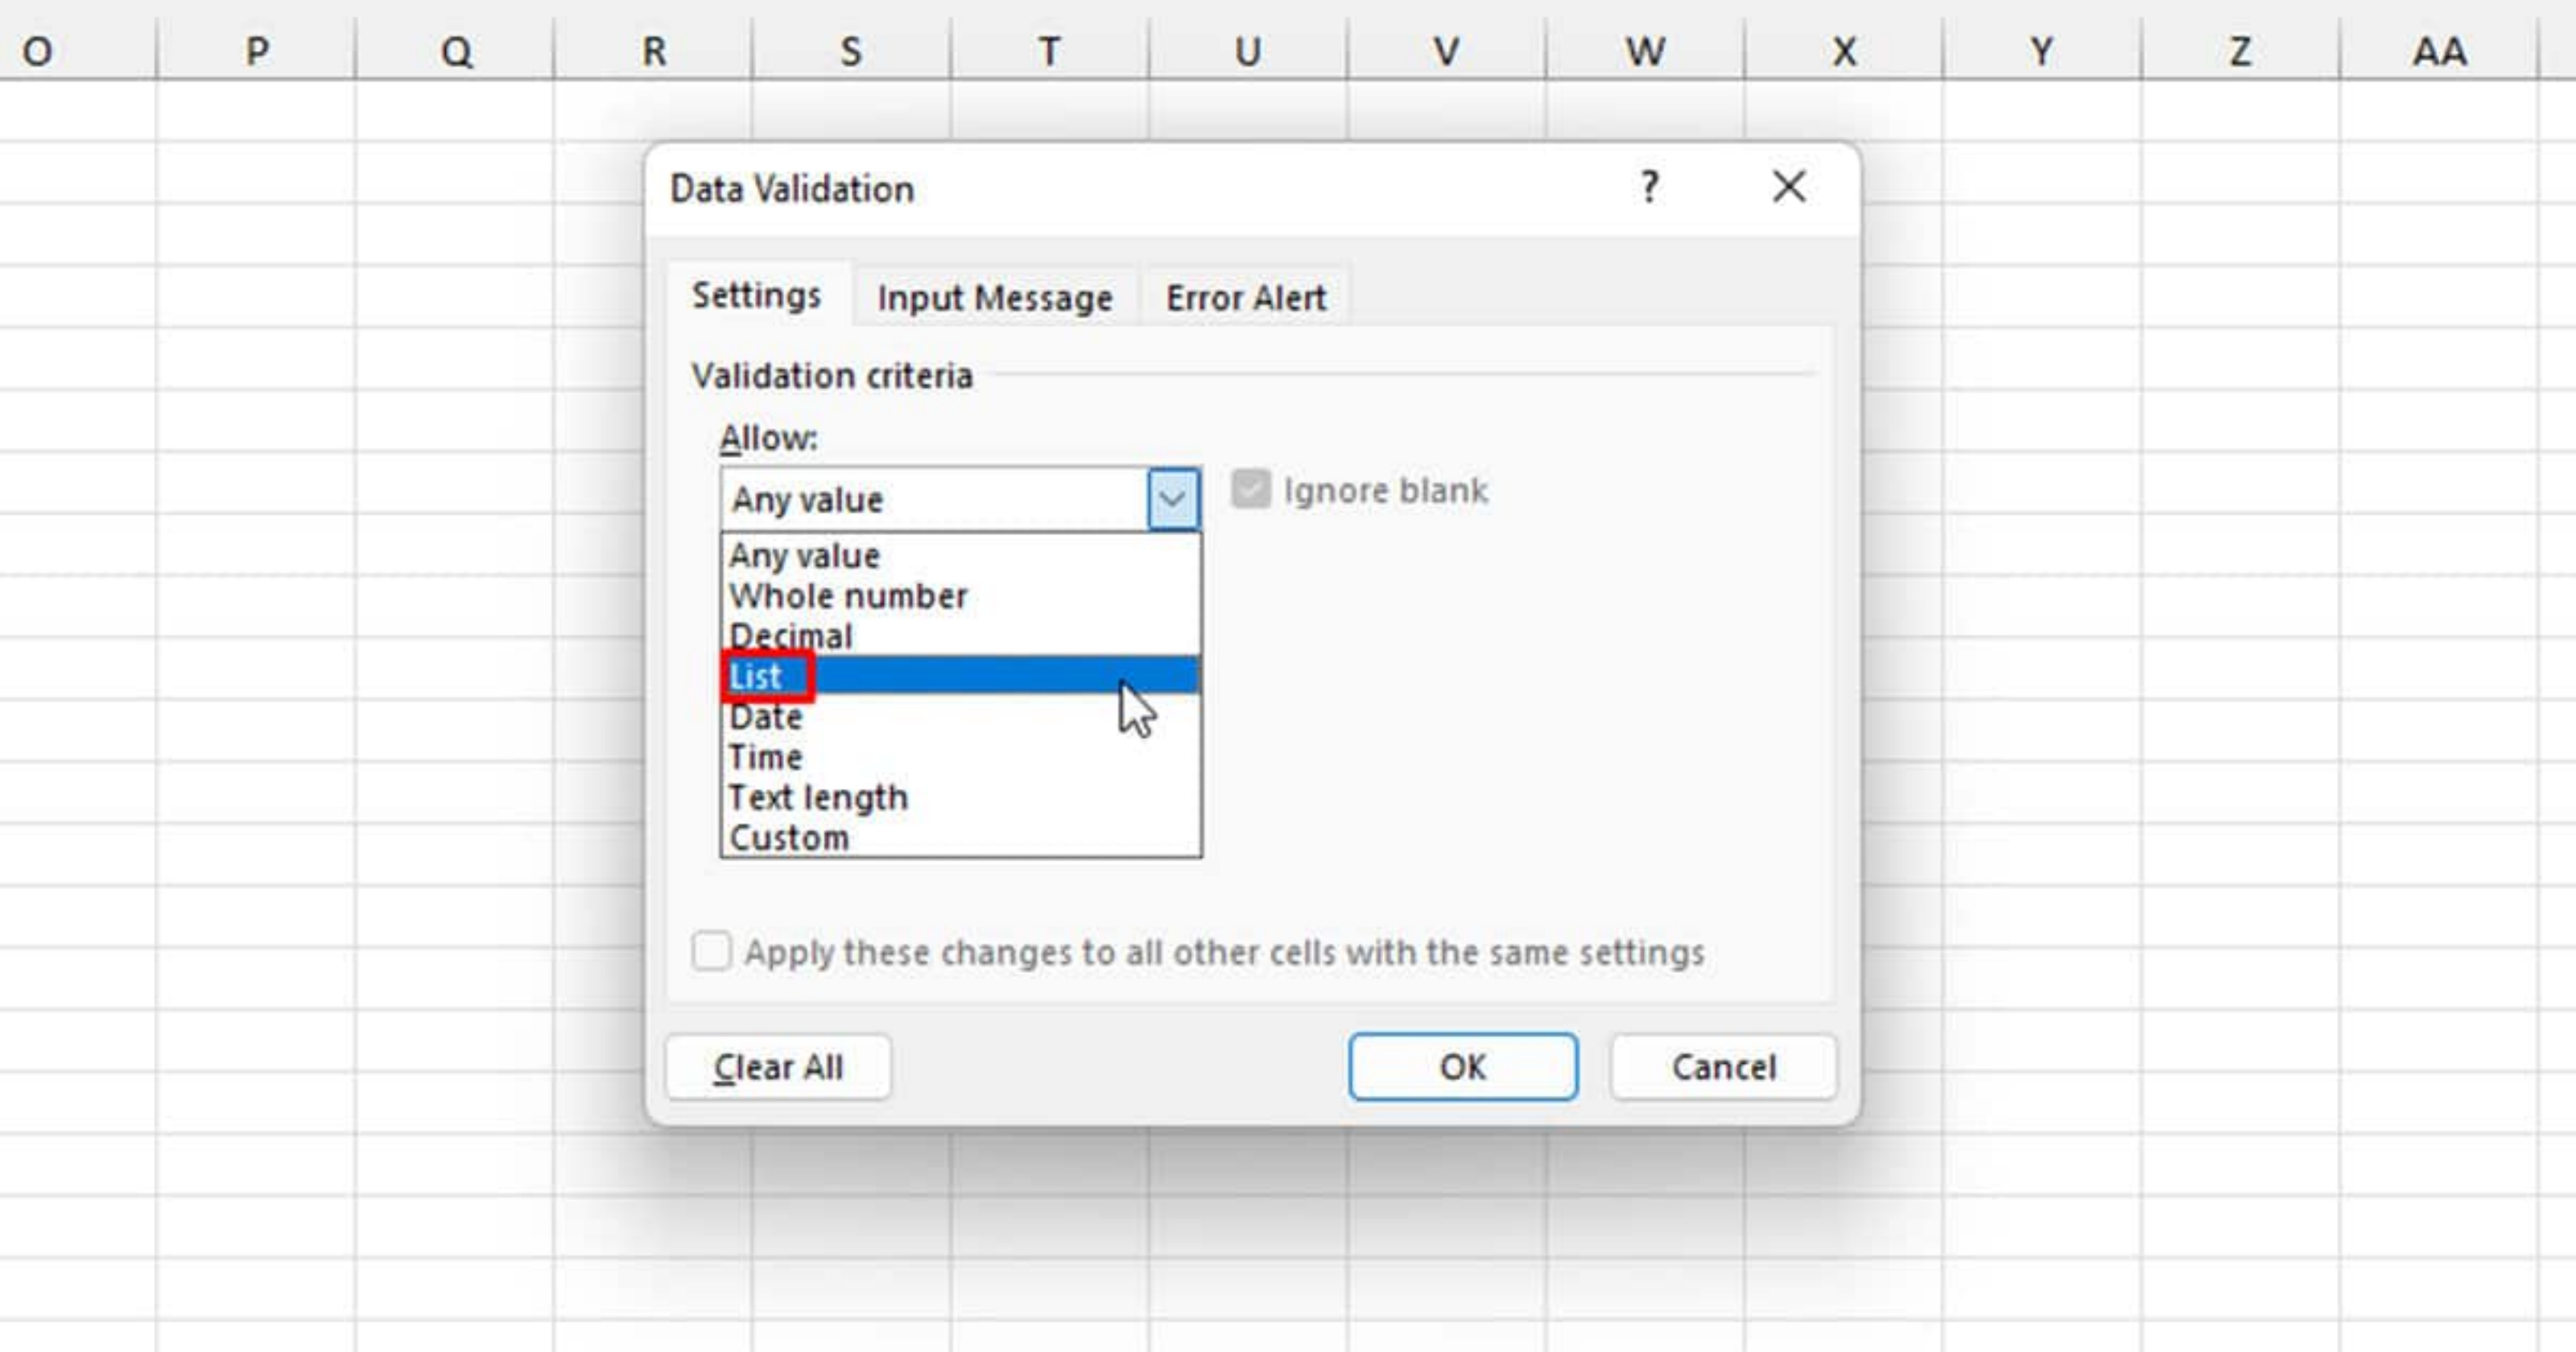 O P Q R S T U V W X Y Z AA
Data Validation ?
Settings Input Message Error Alert
Validation criteria
Allow:
Any value Ignore blank
Any value
Whole number
Decimal
List
Date
Time
Text length
Custom
Apply these changes to all other cells with the same settings
Clear All OK Cancel